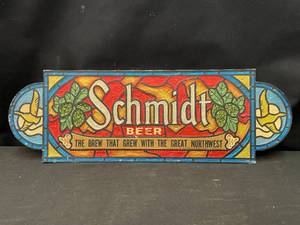 Schmidt
BEER
THE BREW THAT GREW WITH THE GREAT NORTHWEST